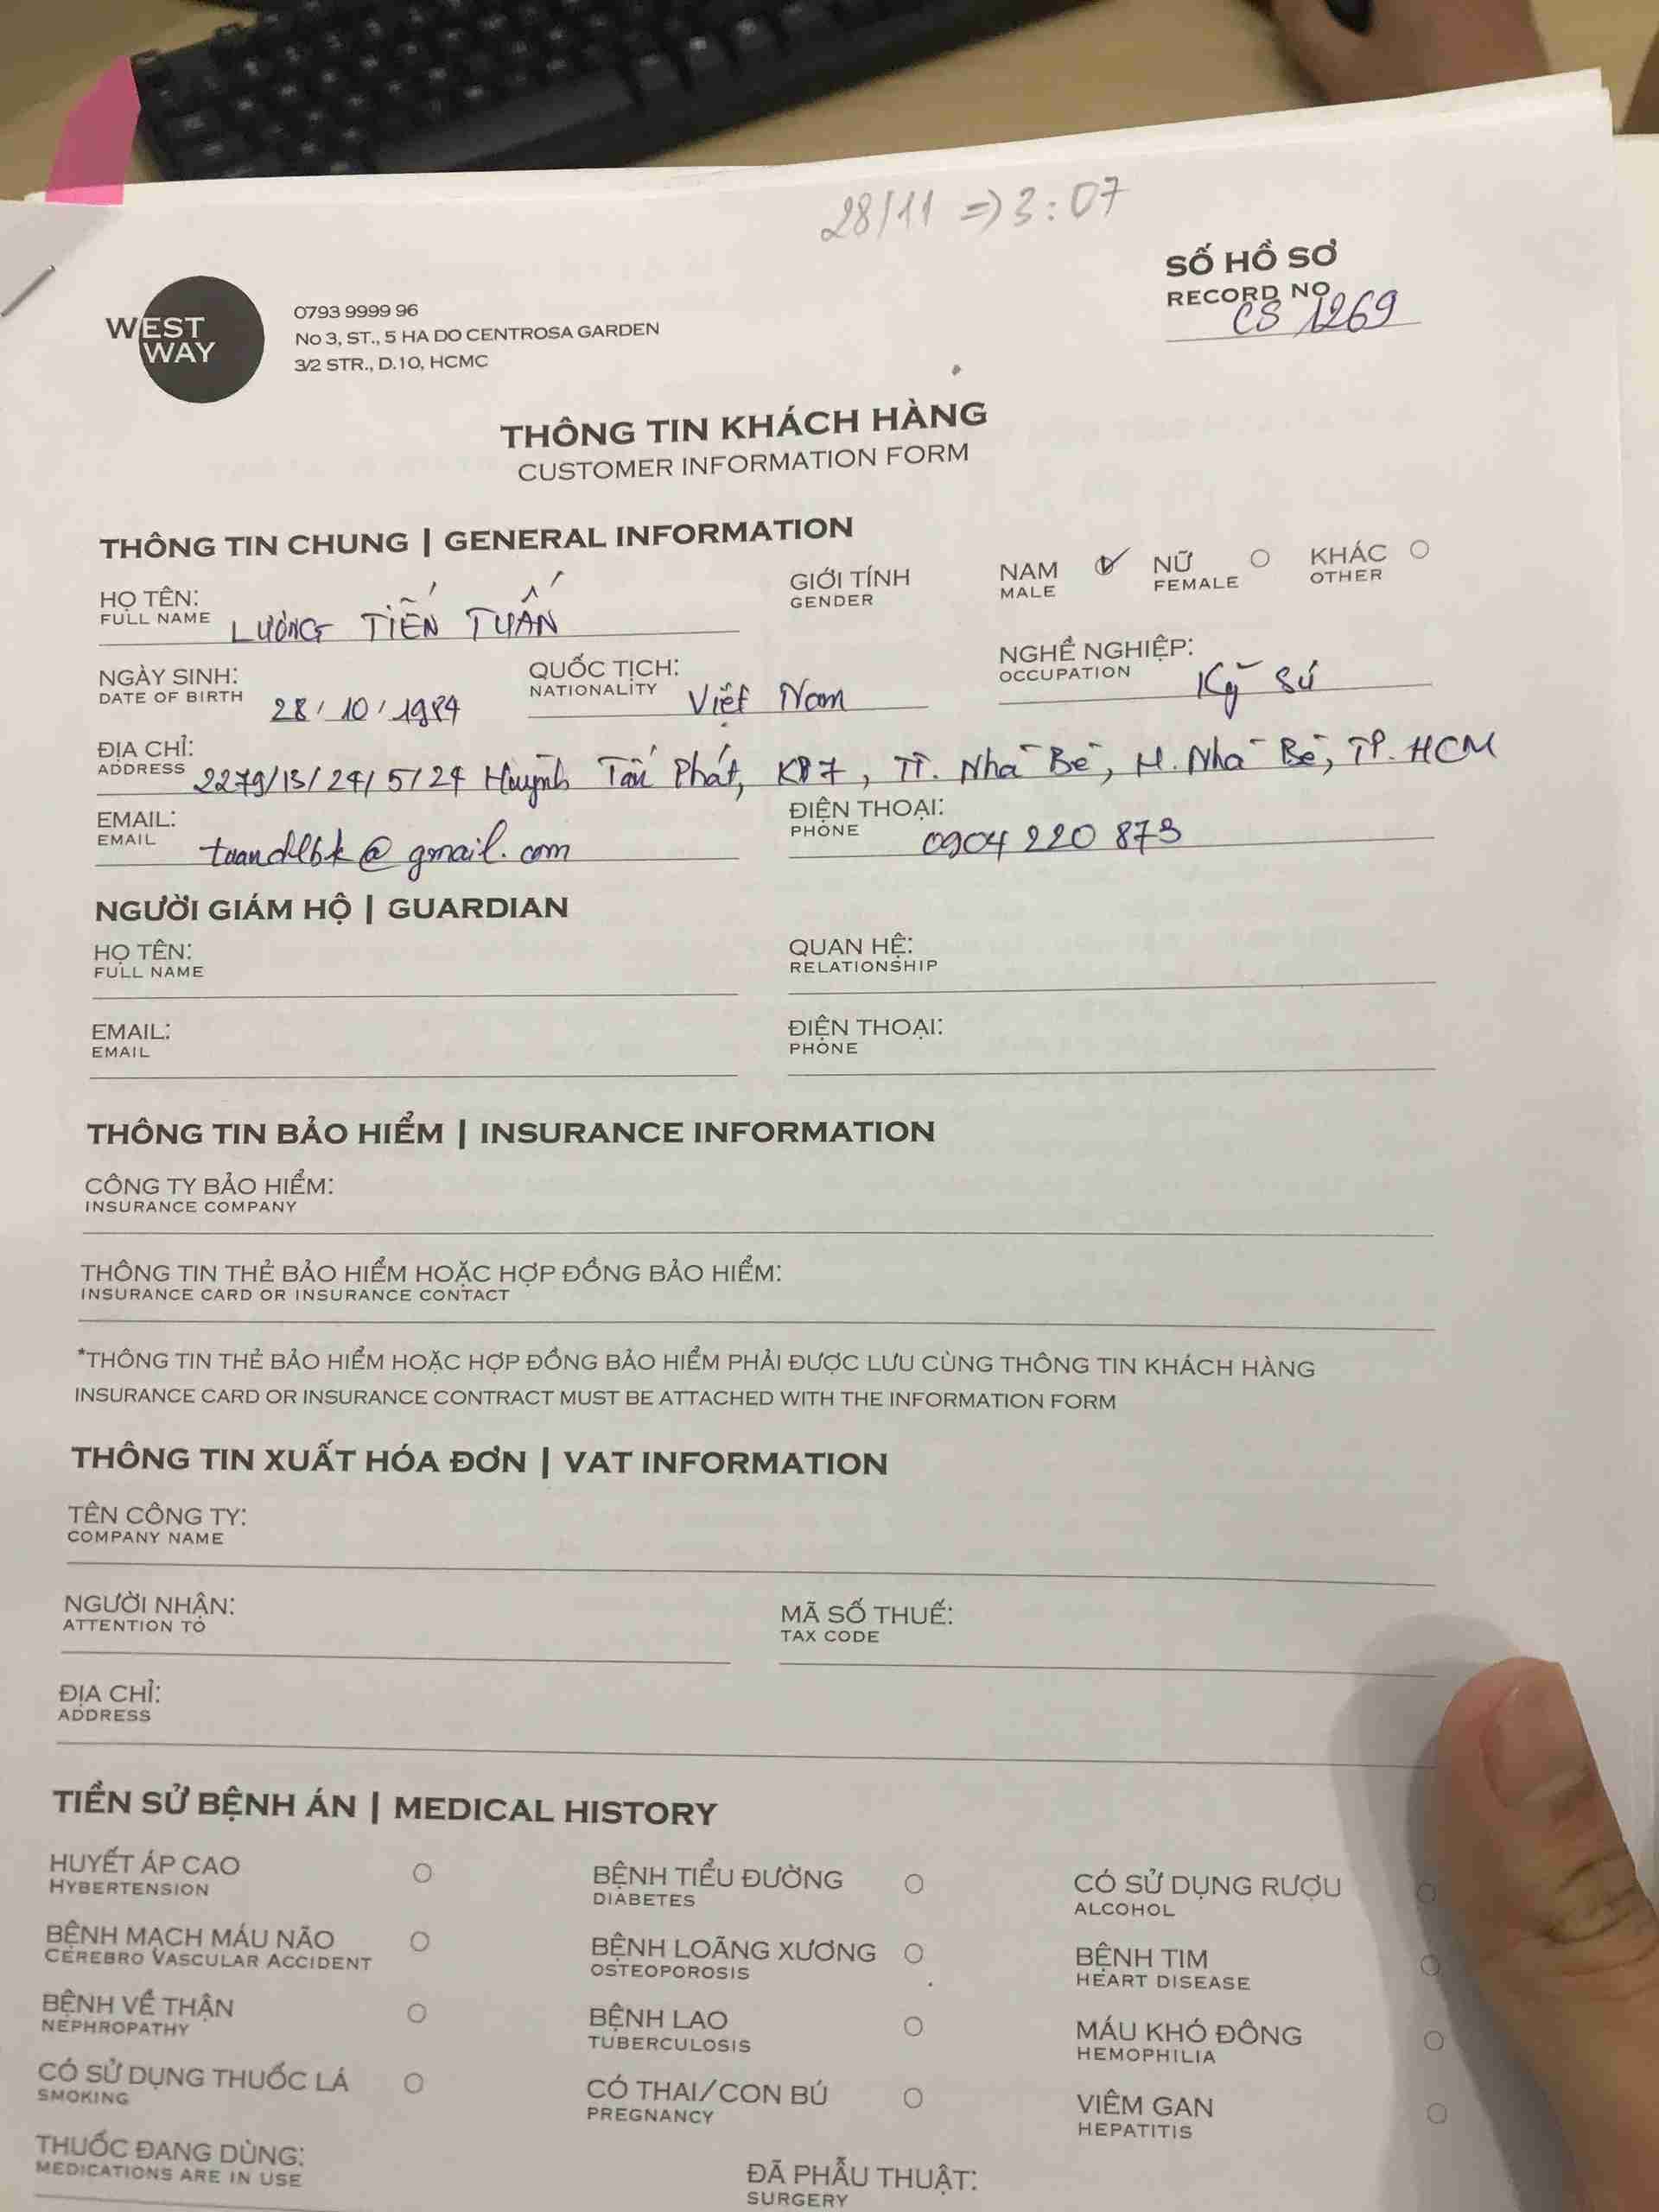 28/11 => 3:07
SỐ HỒ SƠ
RECORD NO
CS 1269
WEST WAY
0793 9999 96
No 3, ST., 5 HA DO CENTROSA GARDEN
3/2 STR., D.10, HCMC
THÔNG TIN KHÁCH HÀNG
CUSTOMER INFORMATION FORM
THÔNG TIN CHUNG | GENERAL INFORMATION
HỌ TÊN: LƯƠNG TIẾN TUẤN GIỚI TÍNH NAM NỮ KHÁC
FULL NAME GENDER MALE FEMALE OTHER
NGÀY SINH: 28/10/1984 QUỐC TỊCH: Việt Nam NGHỀ NGHIỆP: Kỹ sư
DATE OF BIRTH NATIONALITY OCCUPATION
ĐỊA CHỈ: 2279/13/24/5/24 Huỳnh Tấn Phát, KP7, TT. Nhà Bè, H. Nhà Bè, TP. HCM
ADDRESS
EMAIL: @gmail.com ĐIỆN THOẠI: 0904 220 873
EMAIL PHONE
NGƯỜI GIÁM HỘ | GUARDIAN
HỌ TÊN: QUAN HỆ:
FULL NAME RELATIONSHIP
EMAIL: ĐIỆN THOẠI:
EMAIL PHONE
THÔNG TIN BẢO HIỂM | INSURANCE INFORMATION
CÔNG TY BẢO HIỂM:
INSURANCE COMPANY
THÔNG TIN THẺ BẢO HIỂM HOẶC HỢP ĐỒNG BẢO HIỂM:
INSURANCE CARD OR INSURANCE CONTACT
*THÔNG TIN THẺ BẢO HIỂM HOẶC HỢP ĐỒNG BẢO HIỂM PHẢI ĐƯỢC LƯU CÙNG THÔNG TIN KHÁCH HÀNG
INSURANCE CARD OR INSURANCE CONTRACT MUST BE ATTACHED WITH THE INFORMATION FORM
THÔNG TIN XUẤT HÓA ĐƠN | VAT INFORMATION
TÊN CÔNG TY:
COMPANY NAME
NGƯỜI NHẬN: MÃ SỐ THUẾ:
ATTENTION TO TAX CODE
ĐỊA CHỈ:
ADDRESS
TIỀN SỬ BỆNH ÁN | MEDICAL HISTORY
HUYẾT ÁP CAO BỆNH TIỂU ĐƯỜNG CÓ SỬ DỤNG RƯỢU
HYBERTENSION DIABETES ALCOHOL
BỆNH MẠCH MÁU NÃO BỆNH LOÃNG XƯƠNG BỆNH TIM
CEREBRO VASCULAR ACCIDENT OSTEOPOROSIS HEART DISEASE
BỆNH VỀ THẬN BỆNH LAO MÁU KHÓ ĐÔNG
NEPHROPATHY TUBERCULOSIS HEMOPHILIA
CÓ SỬ DỤNG THUỐC LÁ CÓ THAI/CON BÚ VIÊM GAN
SMOKING PREGNANCY HEPATITIS
THUỐC ĐANG DÙNG: ĐÃ PHẪU THUẬT:
MEDICATIONS ARE IN USE SURGERY